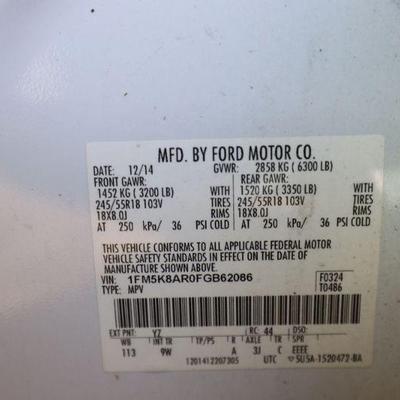 MFD. BY FORD MOTOR CO.
DATE: 12/14 GVWR: 2858 KG ( 6300 LB)
FRONT GAWR: REAR GAWR:
1452 KG ( 3200 LB) 1520 KG ( 3350 LB)
WITH TIRES WITH TIRES
245/55R18 103V 245/55R18 103V
18X8.0J RIMS 18X8.0J RIMS
AT 250 kPa/ 36 PSI COLD AT 250 kPa/ 36 PSI COLD
THIS VEHICLE CONFORMS TO ALL APPLICABLE FEDERAL MOTOR
VEHICLE SAFETY STANDARDS IN EFFECT ON THE DATE OF
MANUFACTURE SHOWN ABOVE.
VIN: 1FM5K8AR0FGB62086 F0324
TYPE: MPV T0486
EXT PNT: YZ RC: 44 DSO:
WB INT TR TP/PS R AXLE TR SPR
113 9W A 3J C EEEE
1201412207305 UTC 5U5A-1520472-BA